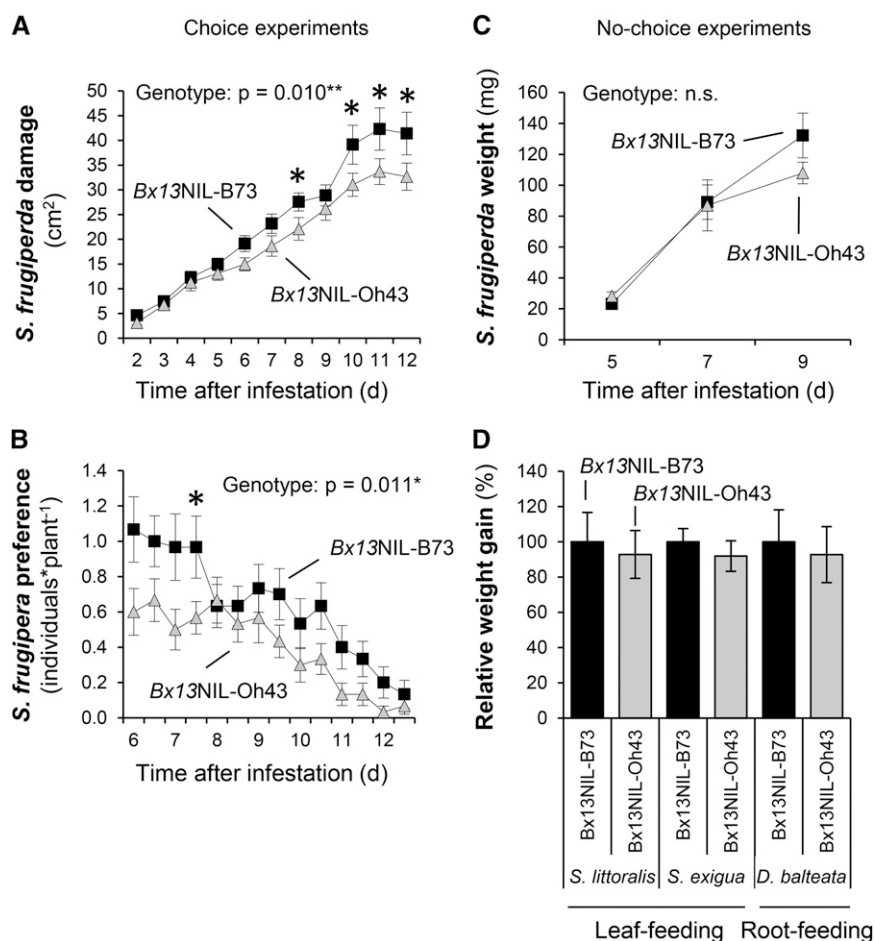 A
Choice experiments
Genotype: p = 0.010**
* * * *
Bx13NIL-B73
Bx13NIL-Oh43
S. frugiperda damage
(cm2)
50
45
40
35
30
25
20
15
10
5
0
2 3 4 5 6 7 8 9 10 11 12
Time after infestation (d)
B
Genotype: p = 0.011*
*
Bx13NIL-B73
Bx13NIL-Oh43
S. frugipera preference
(individuals*plant-1)
1.4
1.2
1.0
0.8
0.6
0.4
0.2
0.0
6 7 8 9 10 11 12
Time after infestation (d)
C
No-choice experiments
Genotype: n.s.
Bx13NIL-B73
Bx13NIL-Oh43
S. frugiperda weight (mg)
160
140
120
100
80
60
40
20
0
5 7 9
Time after infestation (d)
D
Bx13NIL-B73
Bx13NIL-Oh43
Relative weight gain (%)
140
120
100
80
60
40
20
0
Bx13NIL-B73
Bx13NIL-Oh43
Bx13NIL-B73
Bx13NIL-Oh43
Bx13NIL-B73
Bx13NIL-Oh43
S. littoralis S. exigua D. balteata
Leaf-feeding Root-feeding